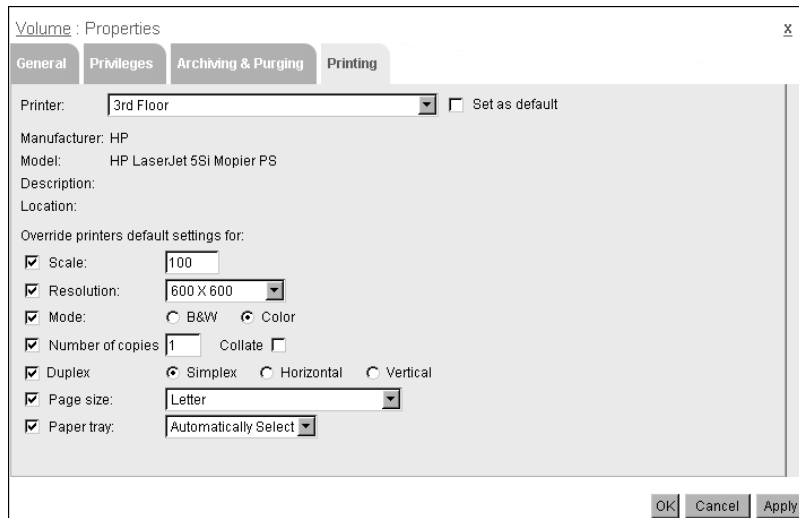 Volume : Properties x
General Privileges Archiving & Purging Printing
Printer: 3rd Floor Set as default
Manufacturer: HP
Model: HP LaserJet 5Si Mopier PS
Description:
Location:
Override printers default settings for:
Scale: 100
Resolution: 600 X 600
Mode: B&W Color
Number of copies 1 Collate
Duplex Simplex Horizontal Vertical
Page size: Letter
Paper tray: Automatically Select
OK Cancel Apply